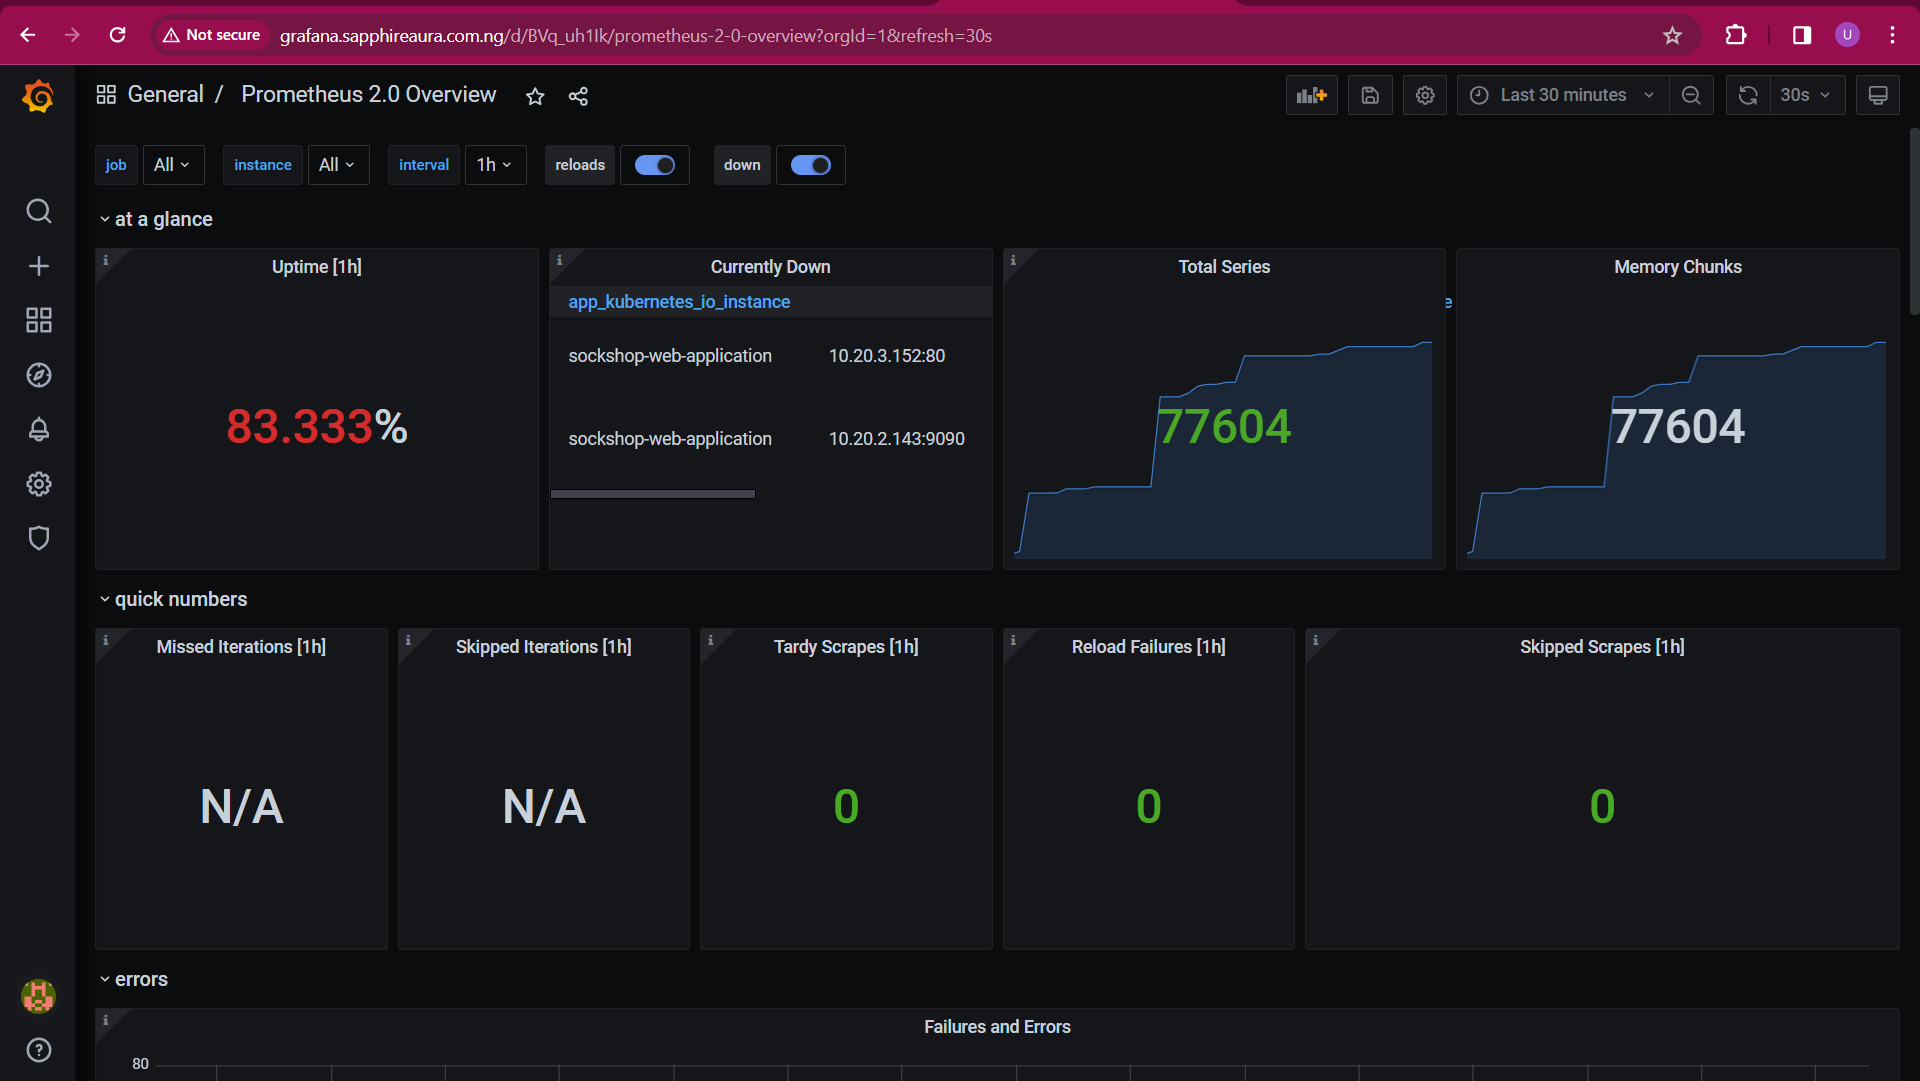 Not secure grafana.sapphireaura.com.ng/d/BVq_uh1Ik/prometheus-2-0-overview?orgId=1&refresh=30s U
General / Prometheus 2.0 Overview Last 30 minutes 30s
job All instance All interval 1h reloads down
at a glance
Uptime [1h] Currently Down Total Series Memory Chunks
app_kubernetes_io_instance e
sockshop-web-application 10.20.3.152:80
83.333% 77604 77604
sockshop-web-application 10.20.2.143:9090
quick numbers
Missed Iterations [1h] Skipped Iterations [1h] Tardy Scrapes [1h] Reload Failures [1h] Skipped Scrapes [1h]
N/A N/A 0 0 0
errors
Failures and Errors
80